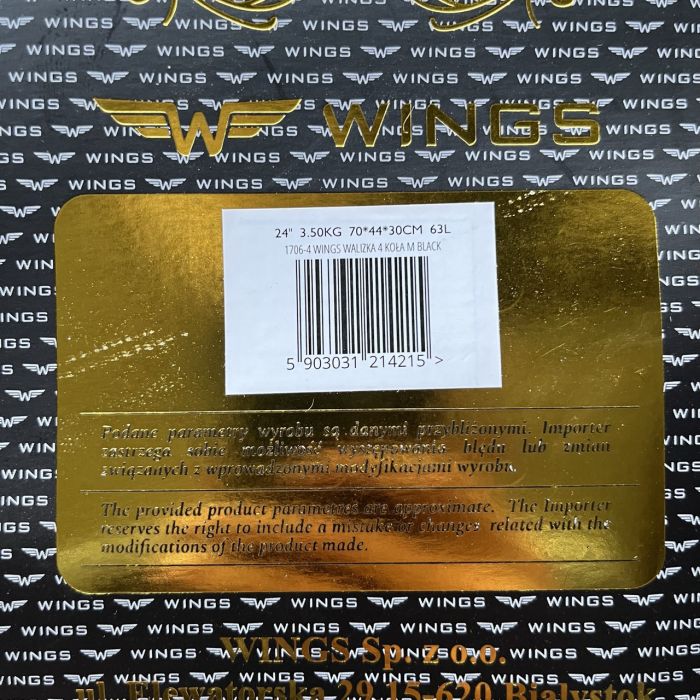 WINGS
24" 3.50KG 70*44*30CM 63L
1706-4 WINGS WALIZKA 4 KOŁA M BLACK
5 903031 214215 >
Podane parametry wyrobu są danymi przybliżonymi. Importer
zastrzega sobie możliwość występowania błędu lub zmian
związanych z wprowadzonymi modyfikacjami wyrobu.
The provided product parametres are approximate. The Importer
reserves the right to include a mistake or changes related with the
modifications of the product made.
WINGS Sp. z o.o.
ul. Elewatorska 29 15-620 Białystok